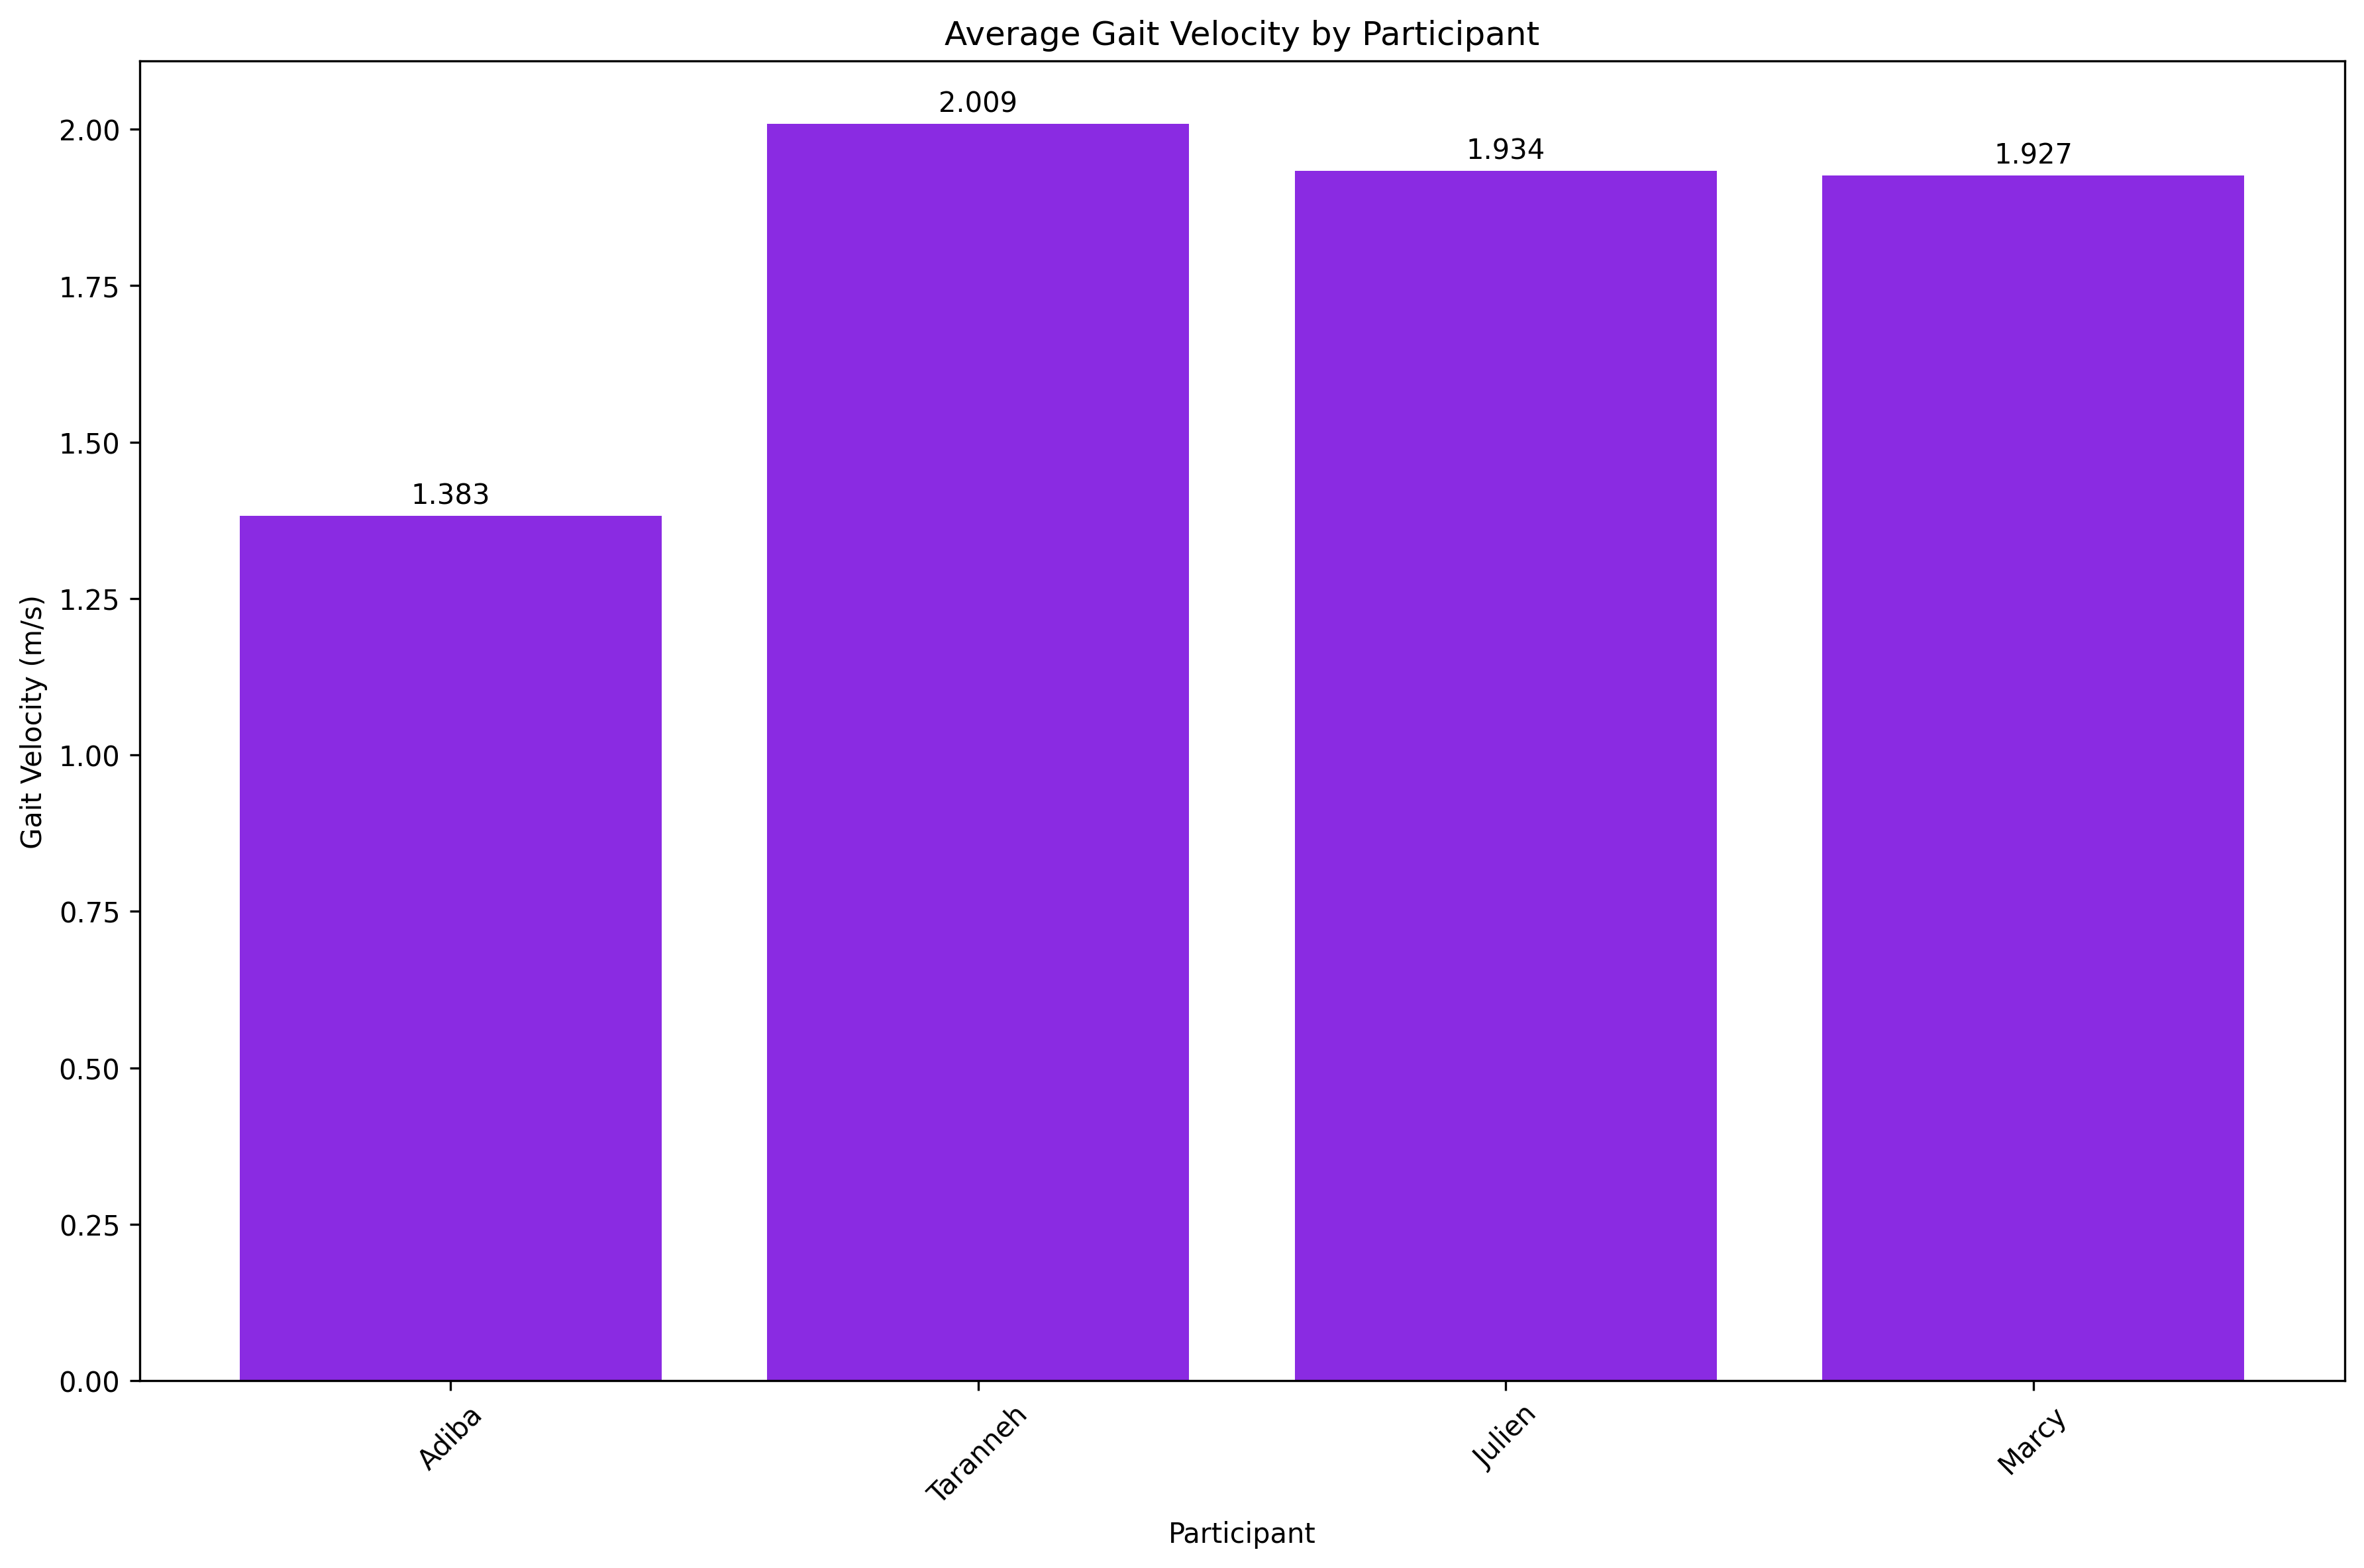 Average Gait Velocity by Participant
2.009
1.934
1.927
1.383
Gait Velocity (m/s)
2.00
1.75
1.50
1.25
1.00
0.75
0.50
0.25
0.00
Adiba
Taranneh
Julien
Marcy
Participant